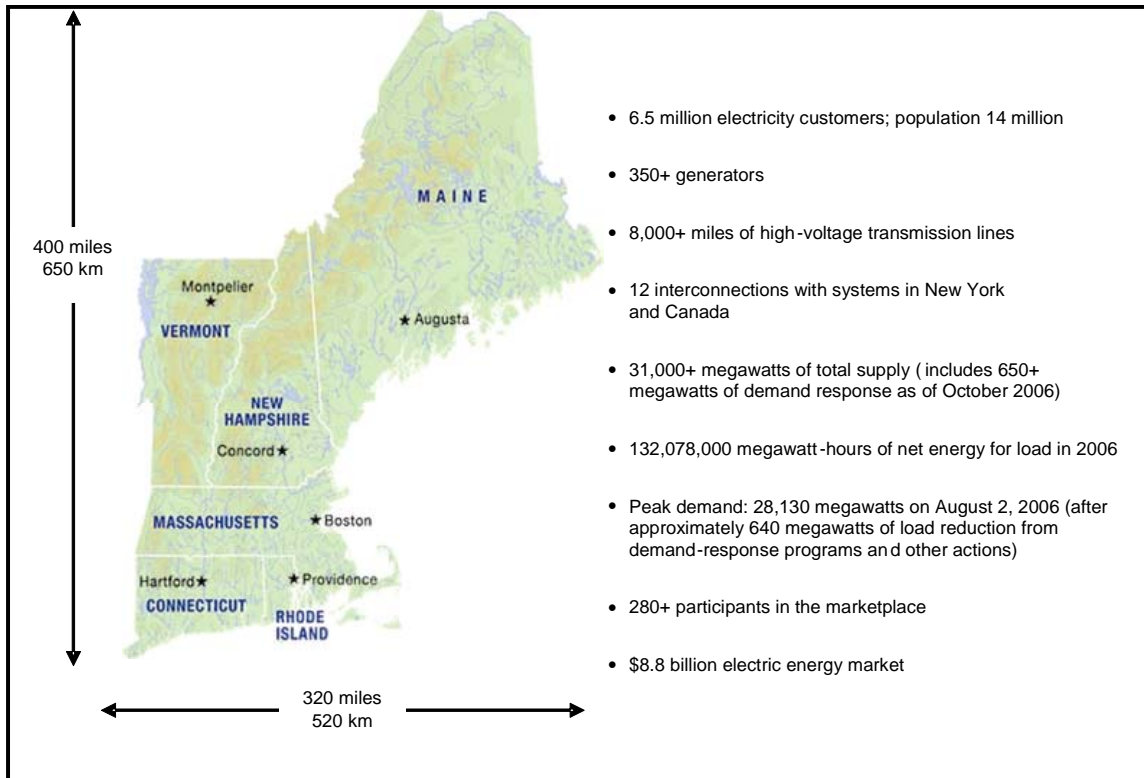 400 miles
650 km
MAINE
Montpelier
VERMONT
Augusta
NEW
HAMPSHIRE
Concord
MASSACHUSETTS
Boston
Hartford
Providence
CONNECTICUT
RHODE
ISLAND
320 miles
520 km
• 6.5 million electricity customers; population 14 million
• 350+ generators
• 8,000+ miles of high-voltage transmission lines
• 12 interconnections with systems in New York
and Canada
• 31,000+ megawatts of total supply (includes 650+
megawatts of demand response as of October 2006)
• 132,078,000 megawatt-hours of net energy for load in 2006
• Peak demand: 28,130 megawatts on August 2, 2006 (after
approximately 640 megawatts of load reduction from
demand-response programs and other actions)
• 280+ participants in the marketplace
• $8.8 billion electric energy market